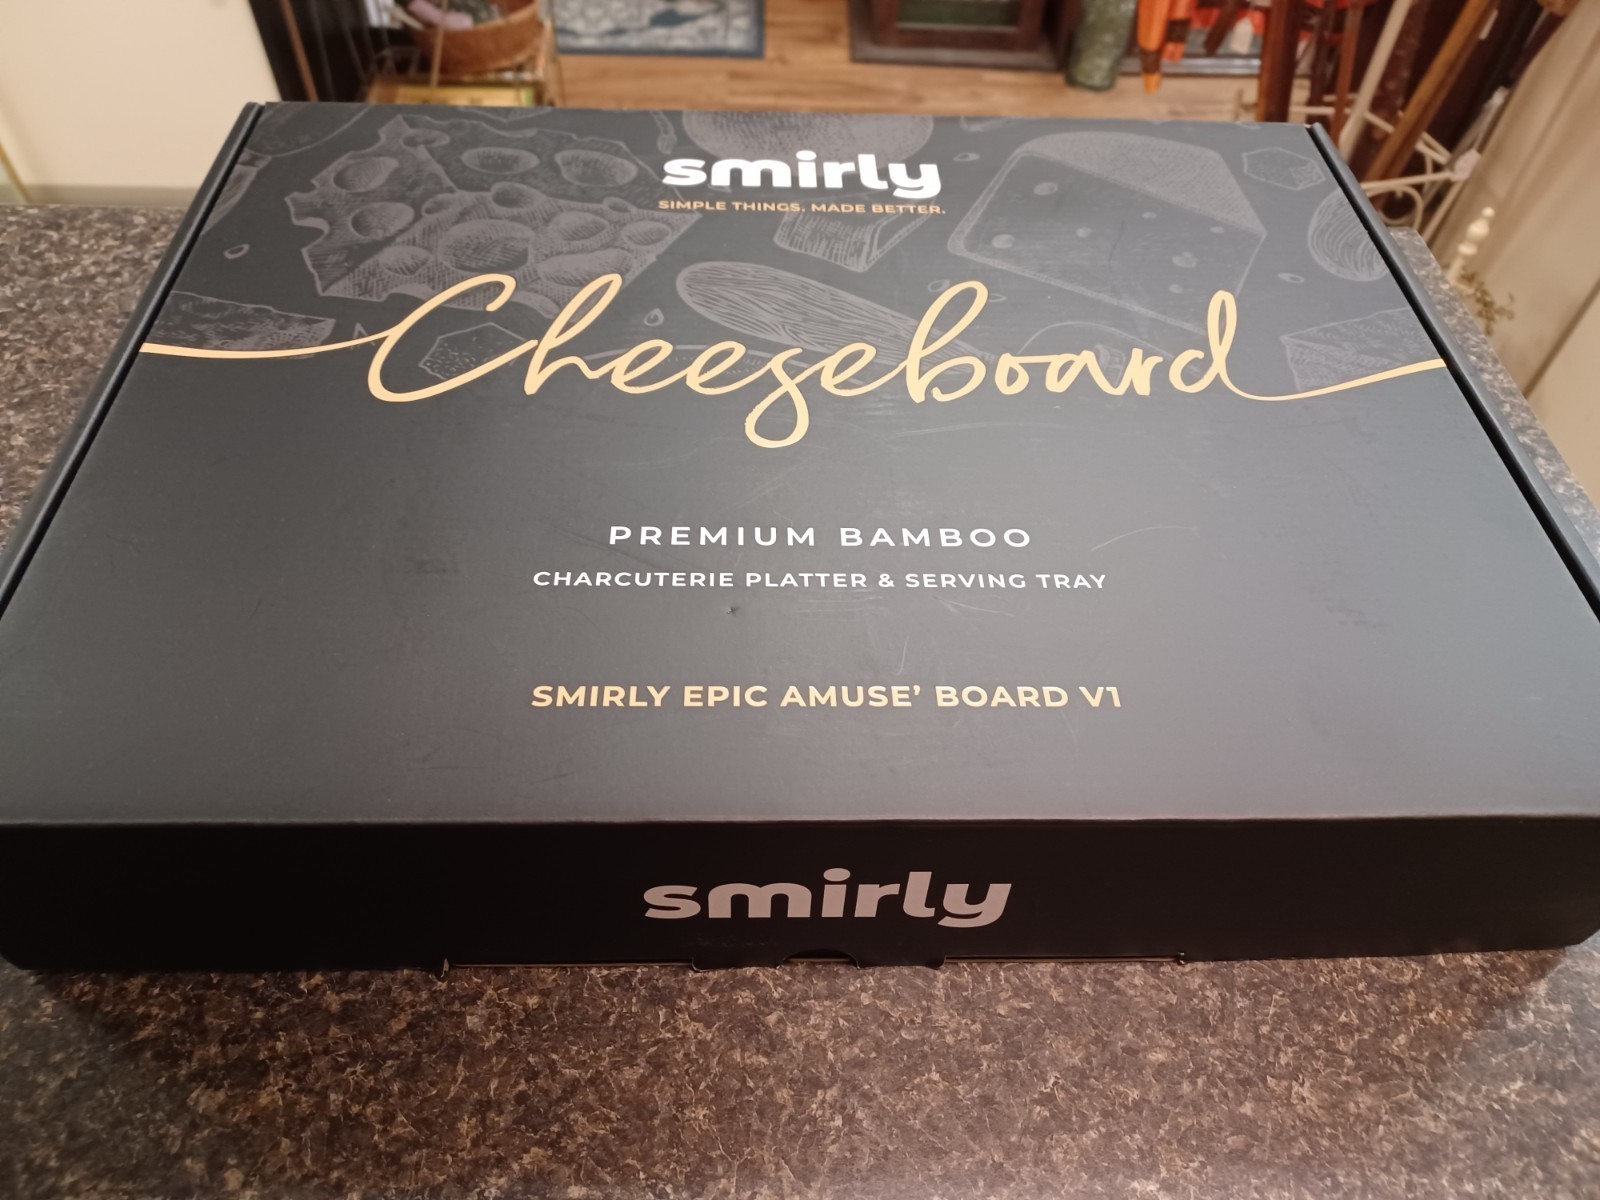 smirly
SIMPLE THINGS. MADE BETTER.
Cheeseboard
PREMIUM BAMBOO
CHARCUTERIE PLATTER & SERVING TRAY
SMIRLY EPIC AMUSE’ BOARD V1
smirly